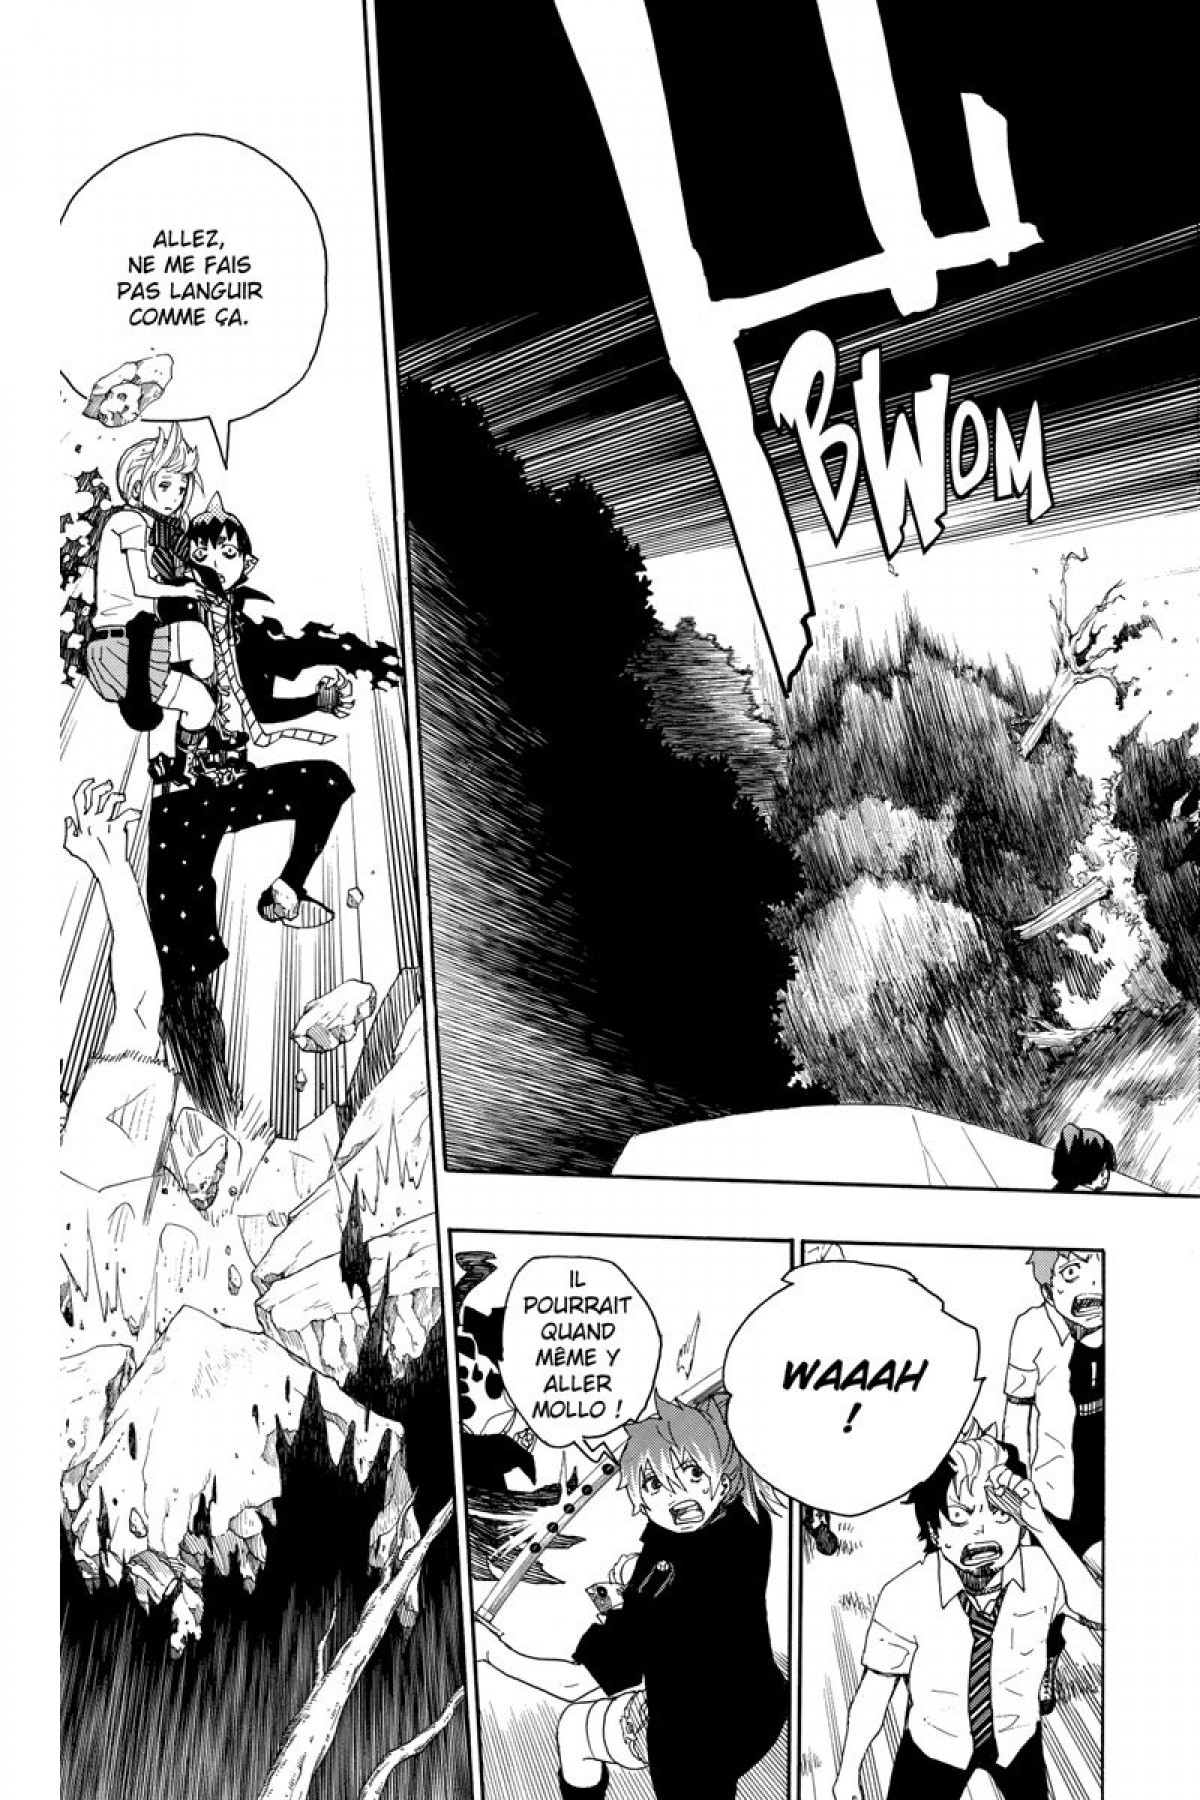 BWOM
WAAAH
!
IL
POURRAIT
QUAND
MÊME Y
ALLER
MOLLO !
ALLEZ,
NE ME FAIS
PAS LANGUIR
COMME ÇA.